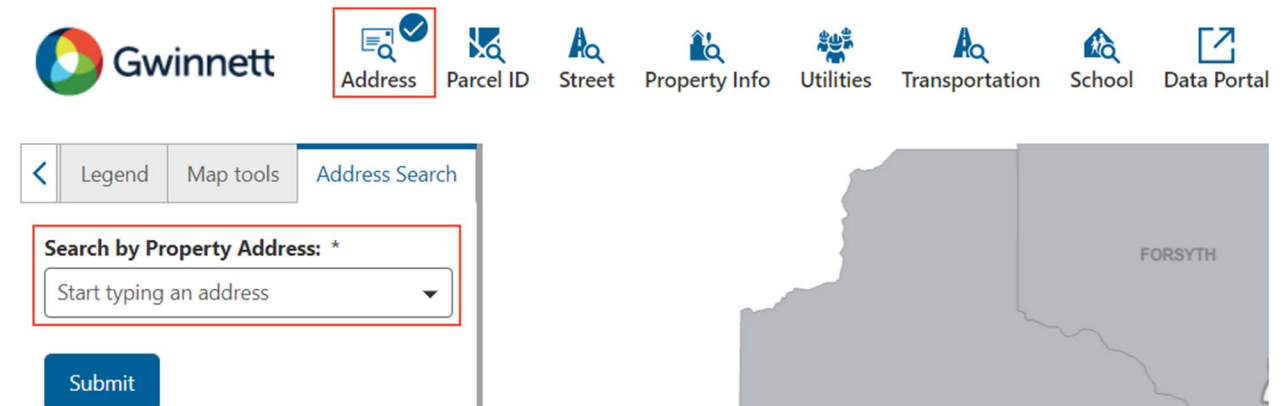 Gwinnett
Address
Parcel ID
Street
Property Info
Utilities
Transportation
School
Data Portal
Legend
Map tools
Address Search
Search by Property Address: *
Start typing an address
Submit
FORSYTH